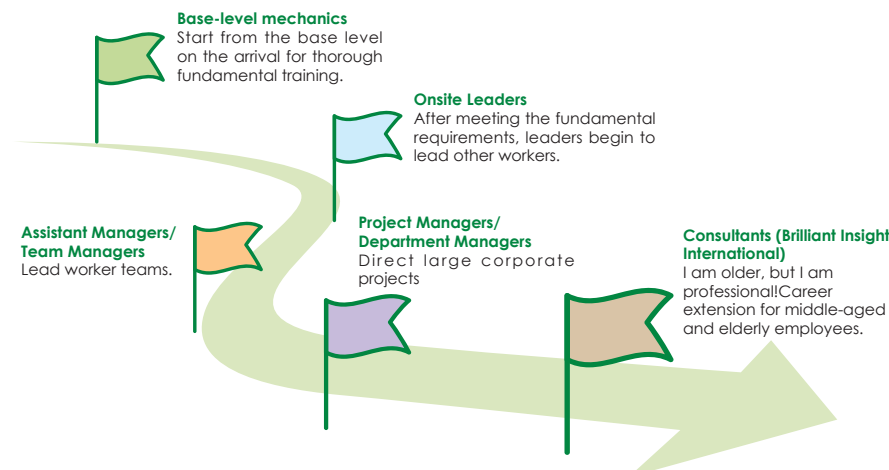 Base-level mechanics
Start from the base level
on the arrival for thorough
fundamental training.
Onsite Leaders
After meeting the fundamental
requirements, leaders begin to
lead other workers.
Assistant Managers/
Team Managers
Lead worker teams.
Project Managers/
Department Managers
Direct large corporate
projects
Consultants (Brilliant Insight
International)
I am older, but I am
professional!Career
extension for middle-aged
and elderly employees.